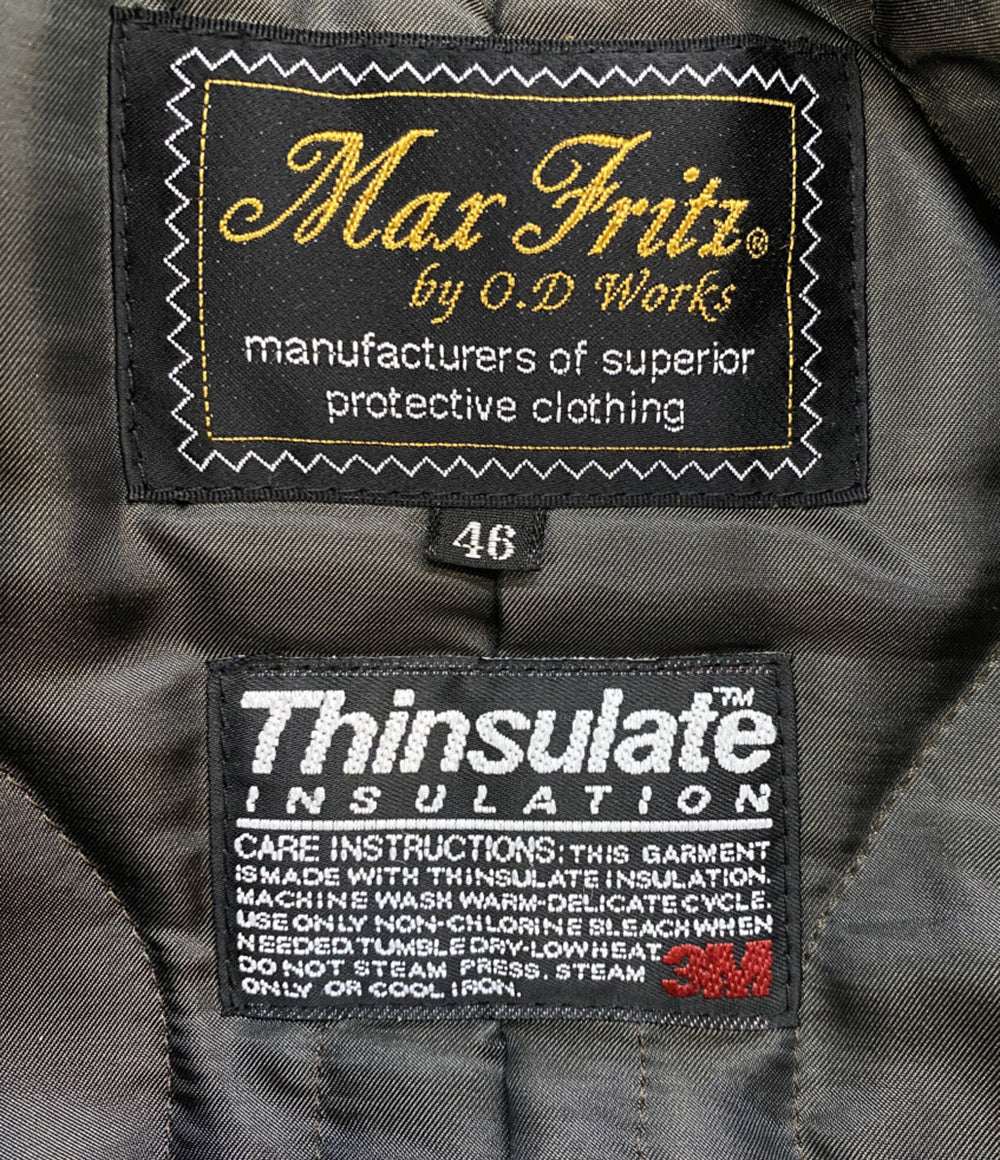 Max Fritz®
by O.D Works
manufacturers of superior
protective clothing
46
Thinsulate™
INSULATION
CARE INSTRUCTIONS: THIS GARMENT
IS MADE WITH THINSULATE INSULATION.
MACHINE WASH WARM-DELICATE CYCLE.
USE ONLY NON-CHLORINE BLEACH WHEN
NEEDED. TUMBLE DRY-LOW HEAT.
DO NOT STEAM PRESS. STEAM
ONLY OR COOL IRON.
3M